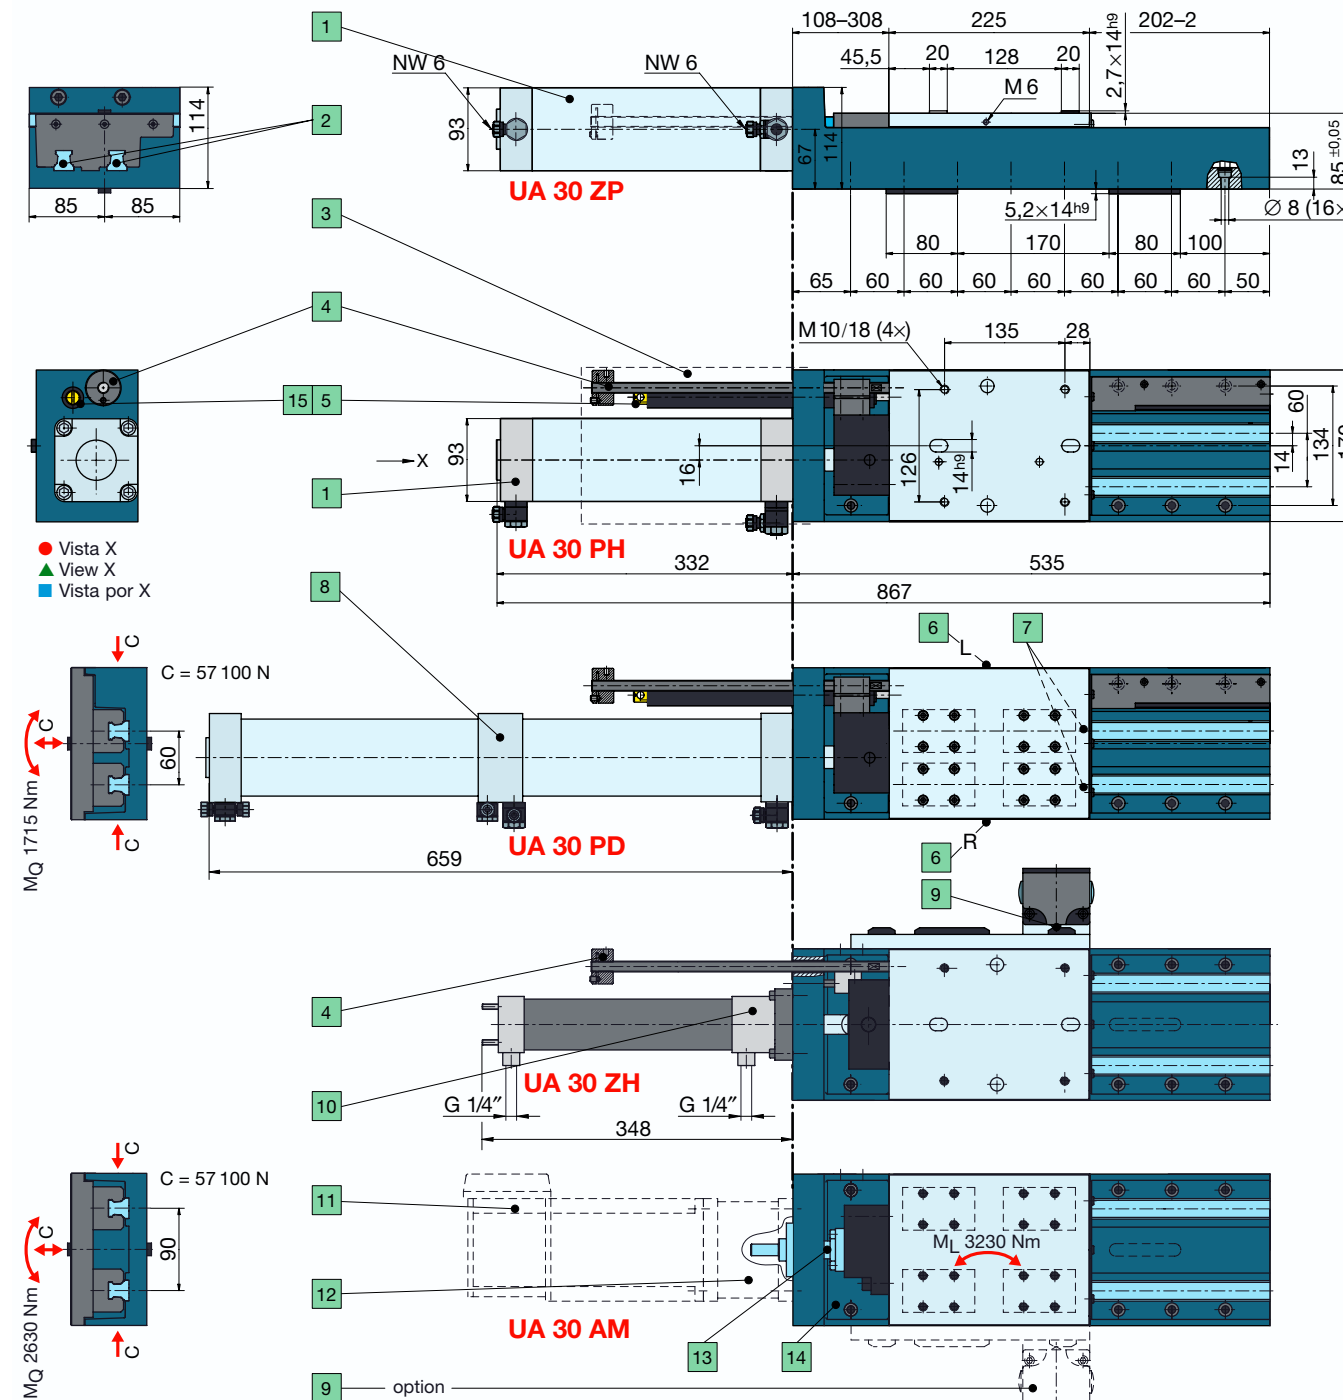 1
108–308
225
202–2
NW 6
NW 6
45,5
20
128
20
2,7×14h9
M 6
2
114
93
67
114
13
85 ±0,05
UA 30 ZP
85
85
5,2×14h9
Ø 8 (16×
3
80
170
80
100
65
60
60
60
60
60
60
60
50
4
M 10/18 (4×)
135
28
15
5
93
X
16
126
14h9
60
134
14
1
UA 30 PH
Vista X
View X
Vista por X
332
535
867
8
6
L
7
C
C = 57 100 N
C
60
MQ 1715 Nm
C
UA 30 PD
659
R
6
9
4
UA 30 ZH
10
G 1/4″
G 1/4″
348
C
C = 57 100 N
11
C
90
ML 3230 Nm
MQ 2630 Nm
12
UA 30 AM
C
13
14
9
option